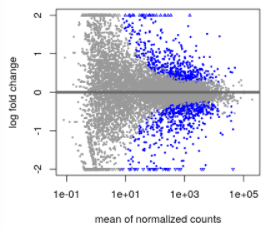 2
1
0
-1
-2
log fold change
1e-01
1e+01
1e+03
1e+05
mean of normalized counts